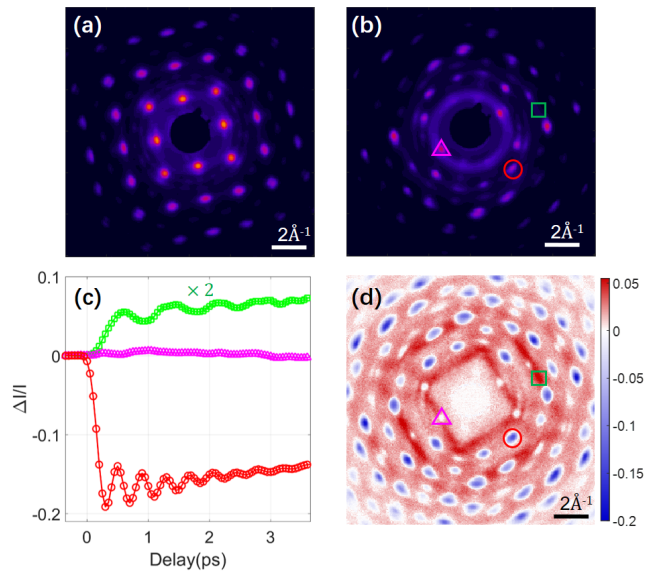 (a)
2Å⁻¹
(b)
2Å⁻¹
(c)
× 2
0.1
0
-0.1
-0.2
ΔI/I
0
1
2
3
Delay(ps)
(d)
2Å⁻¹
0.05
0
-0.05
-0.1
-0.15
-0.2